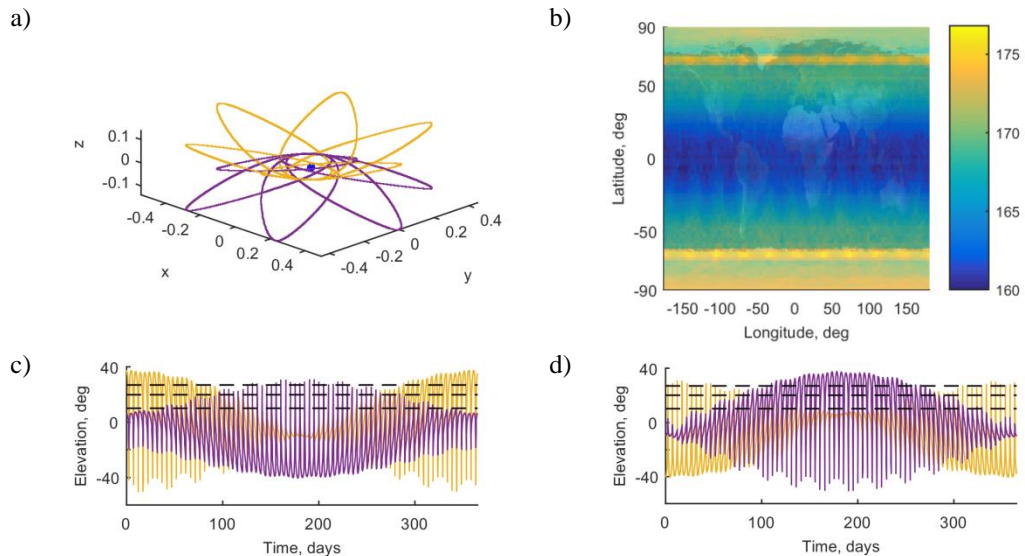 a)
z
0.1
0
-0.1
-0.4
-0.2
0
0.2
0.4
x
-0.4
-0.2
0
0.2
0.4
y
b)
90
50
0
-50
-90
Latitude, deg
-150 -100 -50 0 50 100 150
Longitude, deg
175
170
165
160
c)
40
0
-40
Elevation, deg
0 100 200 300
Time, days
d)
40
0
-40
Elevation, deg
0 100 200 300
Time, days